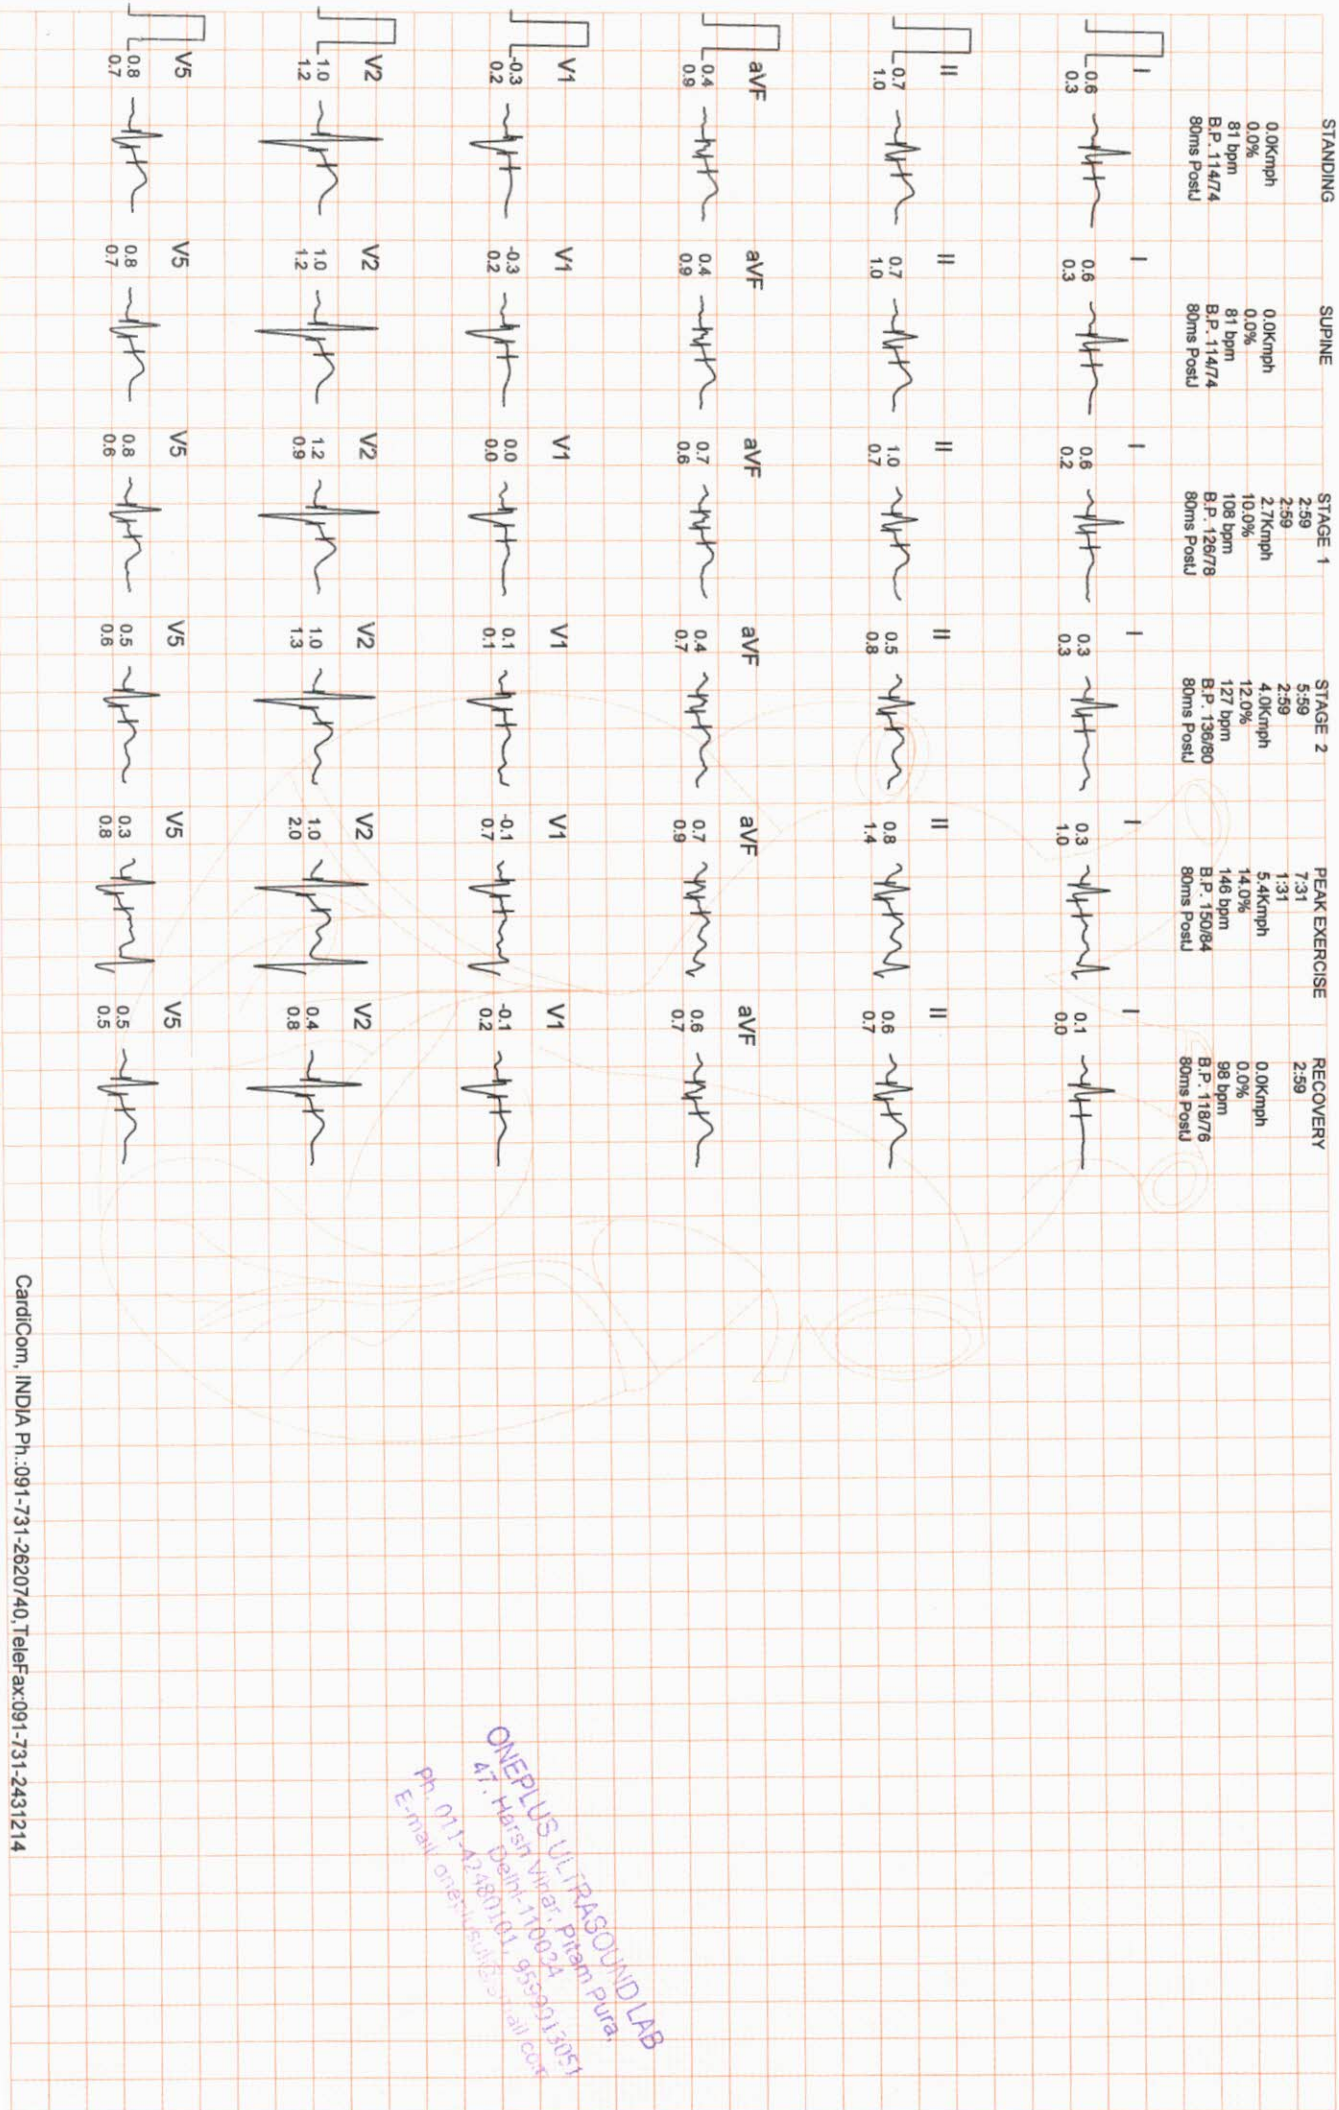 STANDING
0.0Kmph
0.0%
81 bpm
B.P. 114/74
80ms PostJ
SUPINE
0.0Kmph
0.0%
81 bpm
B.P. 114/74
80ms PostJ
STAGE 1
2:59
2:59
2.7Kmph
10.0%
108 bpm
B.P. 126/78
80ms PostJ
STAGE 2
5:59
2:59
4.0Kmph
12.0%
127 bpm
B.P. 136/80
80ms PostJ
PEAK EXERCISE
7:31
1:31
5.4Kmph
14.0%
146 bpm
B.P. 150/84
80ms PostJ
RECOVERY
2:59
0.0Kmph
0.0%
98 bpm
B.P. 118/76
80ms PostJ
I I I I I I
0.6 0.6 0.6 0.3 0.3 0.1
0.3 0.3 0.2 0.3 1.0 0.0
II II II II II II
0.7 0.7 1.0 0.5 0.8 0.6
1.0 1.0 0.7 0.8 1.4 0.7
aVF aVF aVF aVF aVF aVF
0.4 0.4 0.7 0.4 0.7 0.6
0.9 0.9 0.6 0.7 0.9 0.7
V1 V1 V1 V1 V1 V1
-0.3 -0.3 0.0 0.1 -0.1 -0.1
0.2 0.2 0.0 0.1 0.7 0.2
V2 V2 V2 V2 V2 V2
1.0 1.0 1.2 1.0 1.0 0.4
1.2 1.2 0.9 1.3 2.0 0.8
V5 V5 V5 V5 V5 V5
0.8 0.8 0.8 0.5 0.3 0.5
0.7 0.7 0.6 0.6 0.8 0.5
ONEPLUS ULTRASOUND LAB
47, Harsh Vihar, Pitam Pura,
Delhi-110034
Ph. 011-42480101, 9599913051
E-mail
CardiCom, INDIA Ph.:091-731-2620740,TeleFax:091-731-2431214